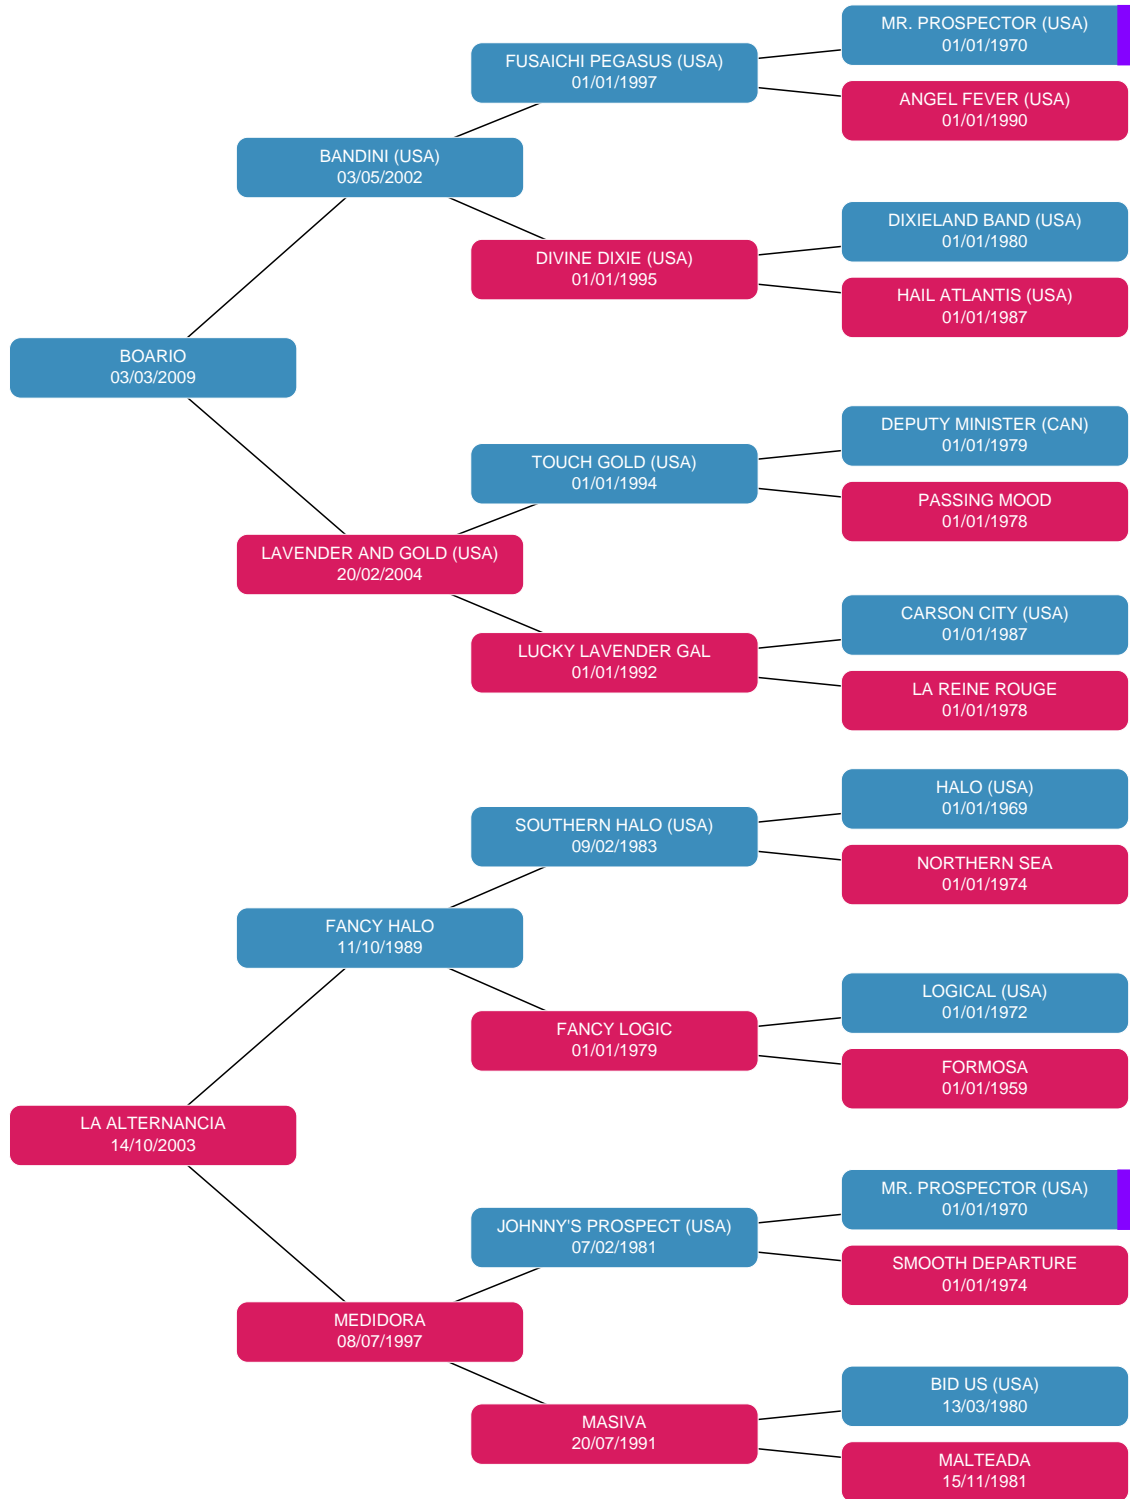 MR. PROSPECTOR (USA)
01/01/1970
FUSAICHI PEGASUS (USA)
01/01/1997
ANGEL FEVER (USA)
01/01/1990
BANDINI (USA)
03/05/2002
DIXIELAND BAND (USA)
01/01/1980
DIVINE DIXIE (USA)
01/01/1995
HAIL ATLANTIS (USA)
01/01/1987
BOARIO
03/03/2009
DEPUTY MINISTER (CAN)
01/01/1979
TOUCH GOLD (USA)
01/01/1994
PASSING MOOD
01/01/1978
LAVENDER AND GOLD (USA)
20/02/2004
CARSON CITY (USA)
01/01/1987
LUCKY LAVENDER GAL
01/01/1992
LA REINE ROUGE
01/01/1978
HALO (USA)
01/01/1969
SOUTHERN HALO (USA)
09/02/1983
NORTHERN SEA
01/01/1974
FANCY HALO
11/10/1989
LOGICAL (USA)
01/01/1972
FANCY LOGIC
01/01/1979
FORMOSA
01/01/1959
LA ALTERNANCIA
14/10/2003
MR. PROSPECTOR (USA)
01/01/1970
JOHNNY'S PROSPECT (USA)
07/02/1981
SMOOTH DEPARTURE
01/01/1974
MEDIDORA
08/07/1997
BID US (USA)
13/03/1980
MASIVA
20/07/1991
MALTEADA
15/11/1981